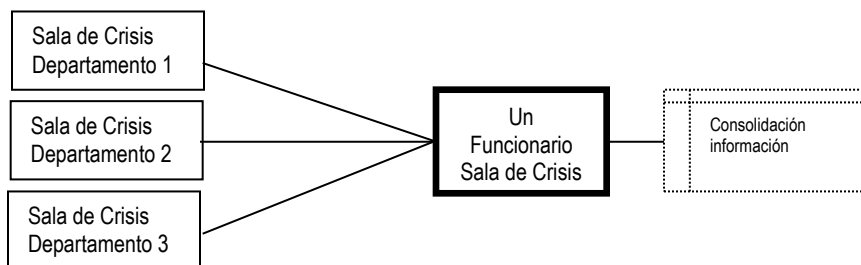 Sala de Crisis
Departamento 1
Sala de Crisis
Departamento 2
Sala de Crisis
Departamento 3
Un
Funcionario
Sala de Crisis
Consolidación
información